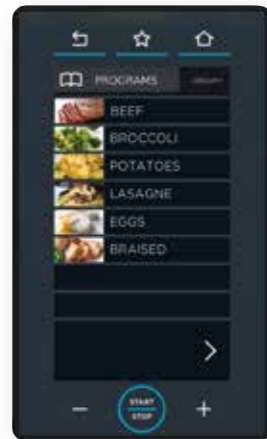 PROGRAMS
BEEF
BROCCOLI
POTATOES
LASAGNE
EGGS
BRAISED
START
STOP